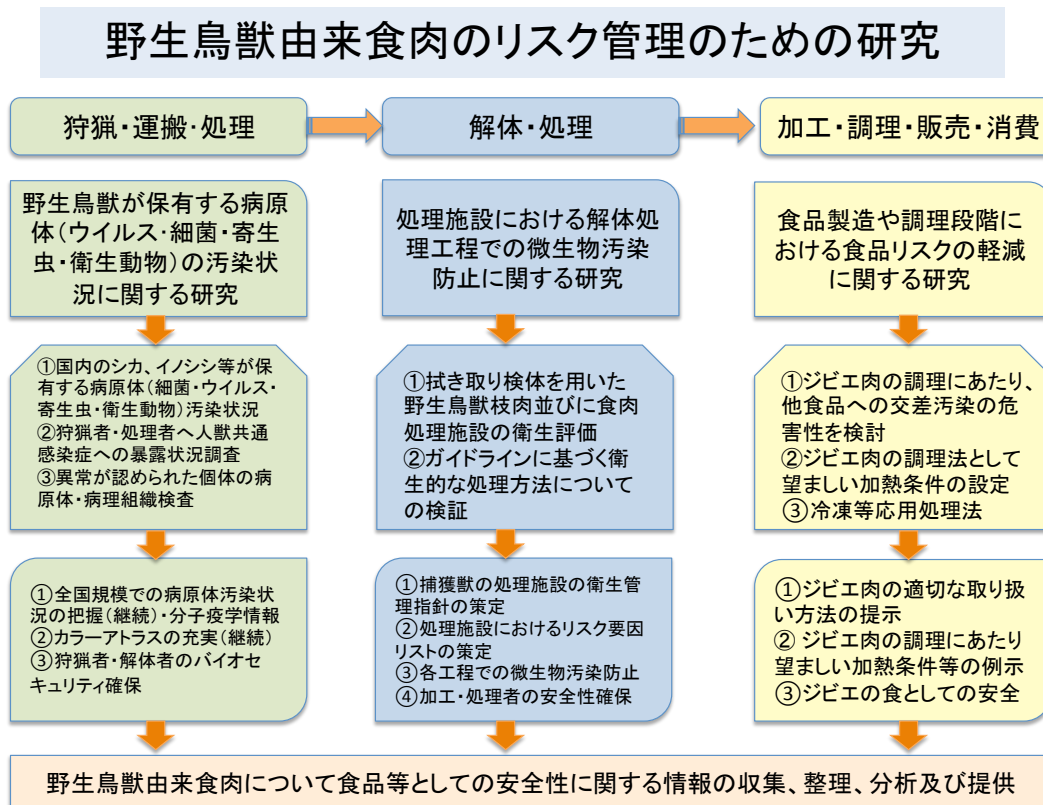 野生鳥獣由来食肉のリスク管理のための研究
狩猟・運搬・処理
解体・処理
加工・調理・販売・消費
野生鳥獣が保有する病原
体(ウイルス・細菌・寄生
虫・衛生動物)の汚染状
況に関する研究
処理施設における解体処
理工程での微生物汚染
防止に関する研究
食品製造や調理段階に
おける食品リスクの軽減
に関する研究
①国内のシカ、イノシシ等が保
有する病原体(細菌・ウイルス・
寄生虫・衛生動物)汚染状況
②狩猟者・処理者へ人獣共通
感染症への暴露状況調査
③異常が認められた個体の病
原体・病理組織検査
①拭き取り検体を用いた
野生鳥獣枝肉並びに食肉
処理施設の衛生評価
②ガイドラインに基づく衛
生的な処理方法について
の検証
①ジビエ肉の調理にあたり、
他食品への交差汚染の危
害性を検討
②ジビエ肉の調理法として
望ましい加熱条件の設定
③冷凍等応用処理法
①全国規模での病原体汚染状
況の把握(継続)・分子疫学情報
②カラーアトラスの充実(継続)
③狩猟者・解体者のバイオセ
キュリティ確保
①捕獲獣の処理施設の衛生管
理指針の策定
②処理施設におけるリスク要因
リストの策定
③各工程での微生物汚染防止
④加工・処理者の安全性確保
①ジビエ肉の適切な取り扱
い方法の提示
② ジビエ肉の調理にあたり
望ましい加熱条件等の例示
③ジビエの食としての安全
野生鳥獣由来食肉について食品等としての安全性に関する情報の収集、整理、分析及び提供